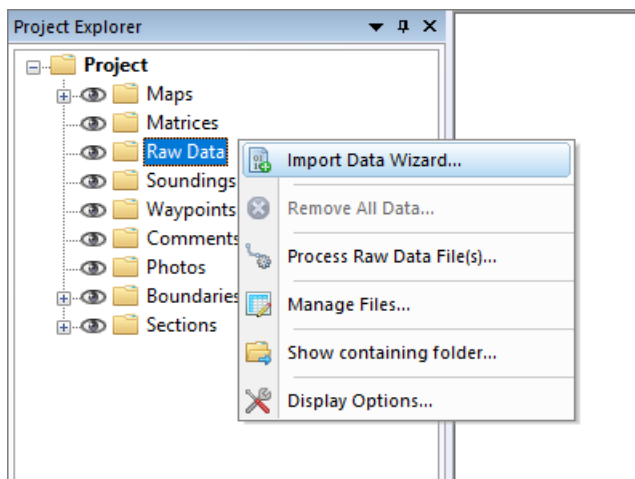 Project Explorer
Project
Maps
Matrices
Raw Data
Soundings
Waypoints
Comments
Photos
Boundaries
Sections
Import Data Wizard...
Remove All Data...
Process Raw Data File(s)...
Manage Files...
Show containing folder...
Display Options...